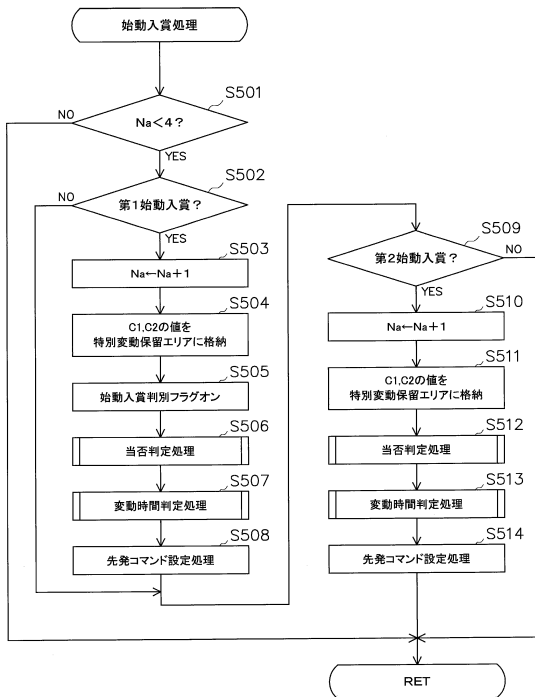 始動入賞処理
S501
Na<4?
NO
YES
S502
第1始動入賞?
NO
YES
S503
Na←Na+1
S504
C1,C2の値を
特別変動保留エリアに格納
S505
始動入賞判別フラグオン
S506
当否判定処理
S507
変動時間判定処理
S508
先発コマンド設定処理
S509
第2始動入賞?
NO
YES
S510
Na←Na+1
S511
C1,C2の値を
特別変動保留エリアに格納
S512
当否判定処理
S513
変動時間判定処理
S514
先発コマンド設定処理
RET